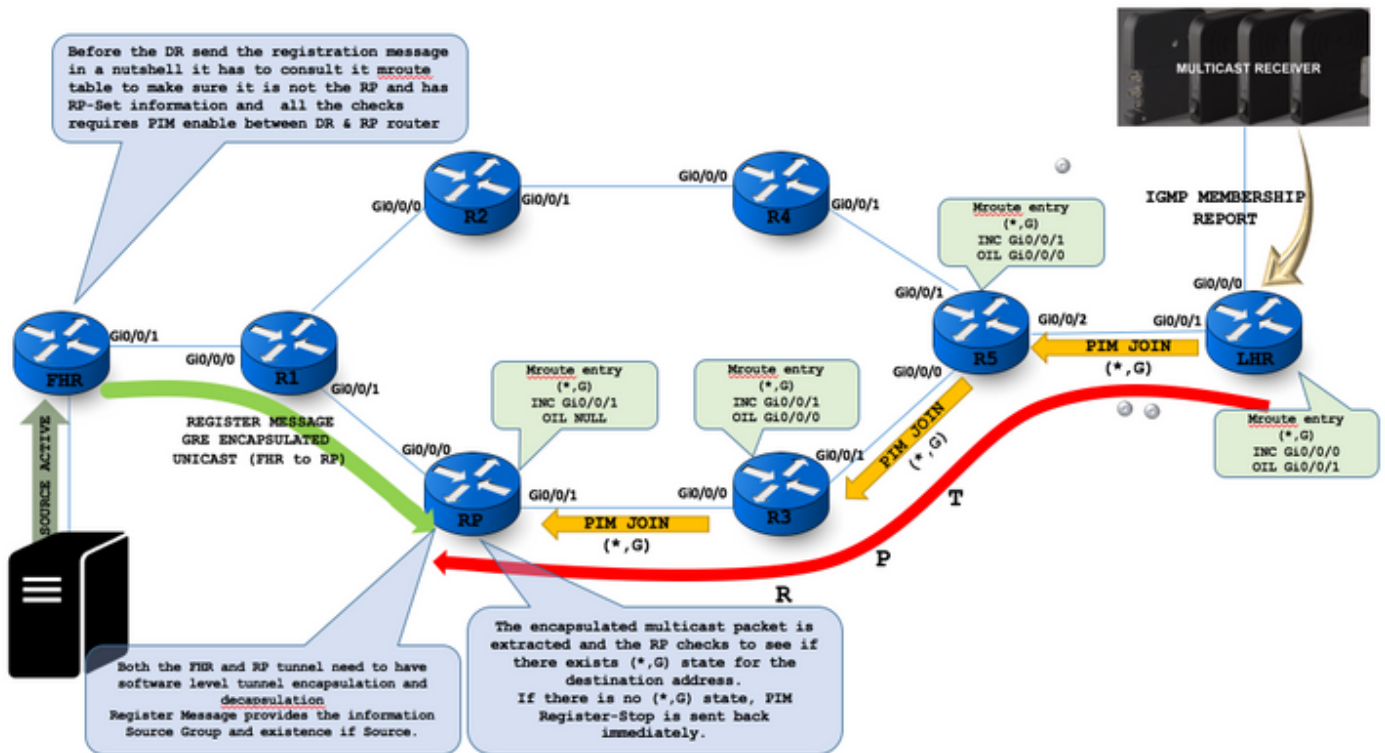 Before the DR send the registration message
in a nutshell it has to consult it mroute
table to make sure it is not the RP and has
RP-Set information and all the checks
requires PIM enable between DR & RP router
MULTICAST RECEIVER
IGMP MEMBERSHIP
REPORT
Gi0/0/0
R2
Gi0/0/1
Gi0/0/0
R4
Gi0/0/1
Mroute entry
(*,G)
INC Gi0/0/1
OIL Gi0/0/0
Gi0/0/1
FHR
Gi0/0/0
R1
Gi0/0/1
Gi0/0/1
R5
Gi0/0/2
Gi0/0/0
Gi0/0/1
Gi0/0/0
LHR
PIM JOIN
(*,G)
Mroute entry
(*,G)
INC Gi0/0/1
OIL NULL
Mroute entry
(*,G)
INC Gi0/0/1
OIL Gi0/0/0
Mroute entry
(*,G)
INC Gi0/0/0
OIL Gi0/0/1
SOURCE ACTIVE
REGISTER MESSAGE
GRE ENCAPSULATED
UNICAST (FHR to RP)
Gi0/0/0
RP
Gi0/0/1
PIM JOIN
(*,G)
Gi0/0/0
R3
Gi0/0/1
PIM JOIN
(*,G)
R P T
Both the FHR and RP tunnel need to have
software level tunnel encapsulation and
decapsulation
Register Message provides the information
Source Group and existence if Source.
The encapsulated multicast packet is
extracted and the RP checks to see if
there exists (*,G) state for the
destination address.
If there is no (*,G) state, PIM
Register-Stop is sent back
immediately.